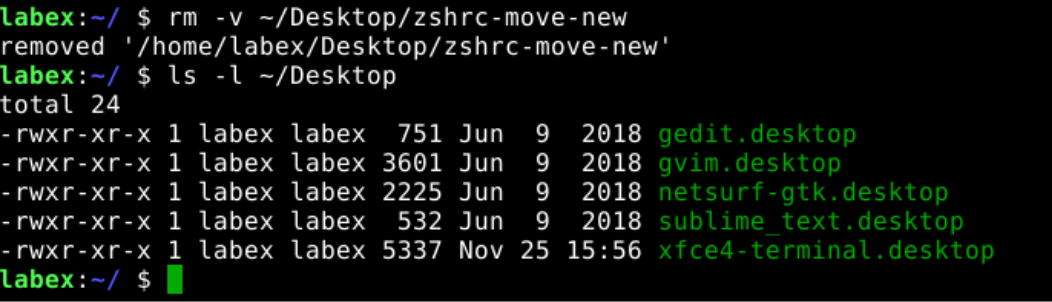 labex:~/ $ rm -v ~/Desktop/zshrc-move-new
removed '/home/labex/Desktop/zshrc-move-new'
labex:~/ $ ls -l ~/Desktop
total 24
-rwxr-xr-x 1 labex labex  751 Jun  9  2018 gedit.desktop
-rwxr-xr-x 1 labex labex 3601 Jun  9  2018 gvim.desktop
-rwxr-xr-x 1 labex labex 2225 Jun  9  2018 netsurf-gtk.desktop
-rwxr-xr-x 1 labex labex  532 Jun  9  2018 sublime_text.desktop
-rwxr-xr-x 1 labex labex 5337 Nov 25 15:56 xfce4-terminal.desktop
labex:~/ $